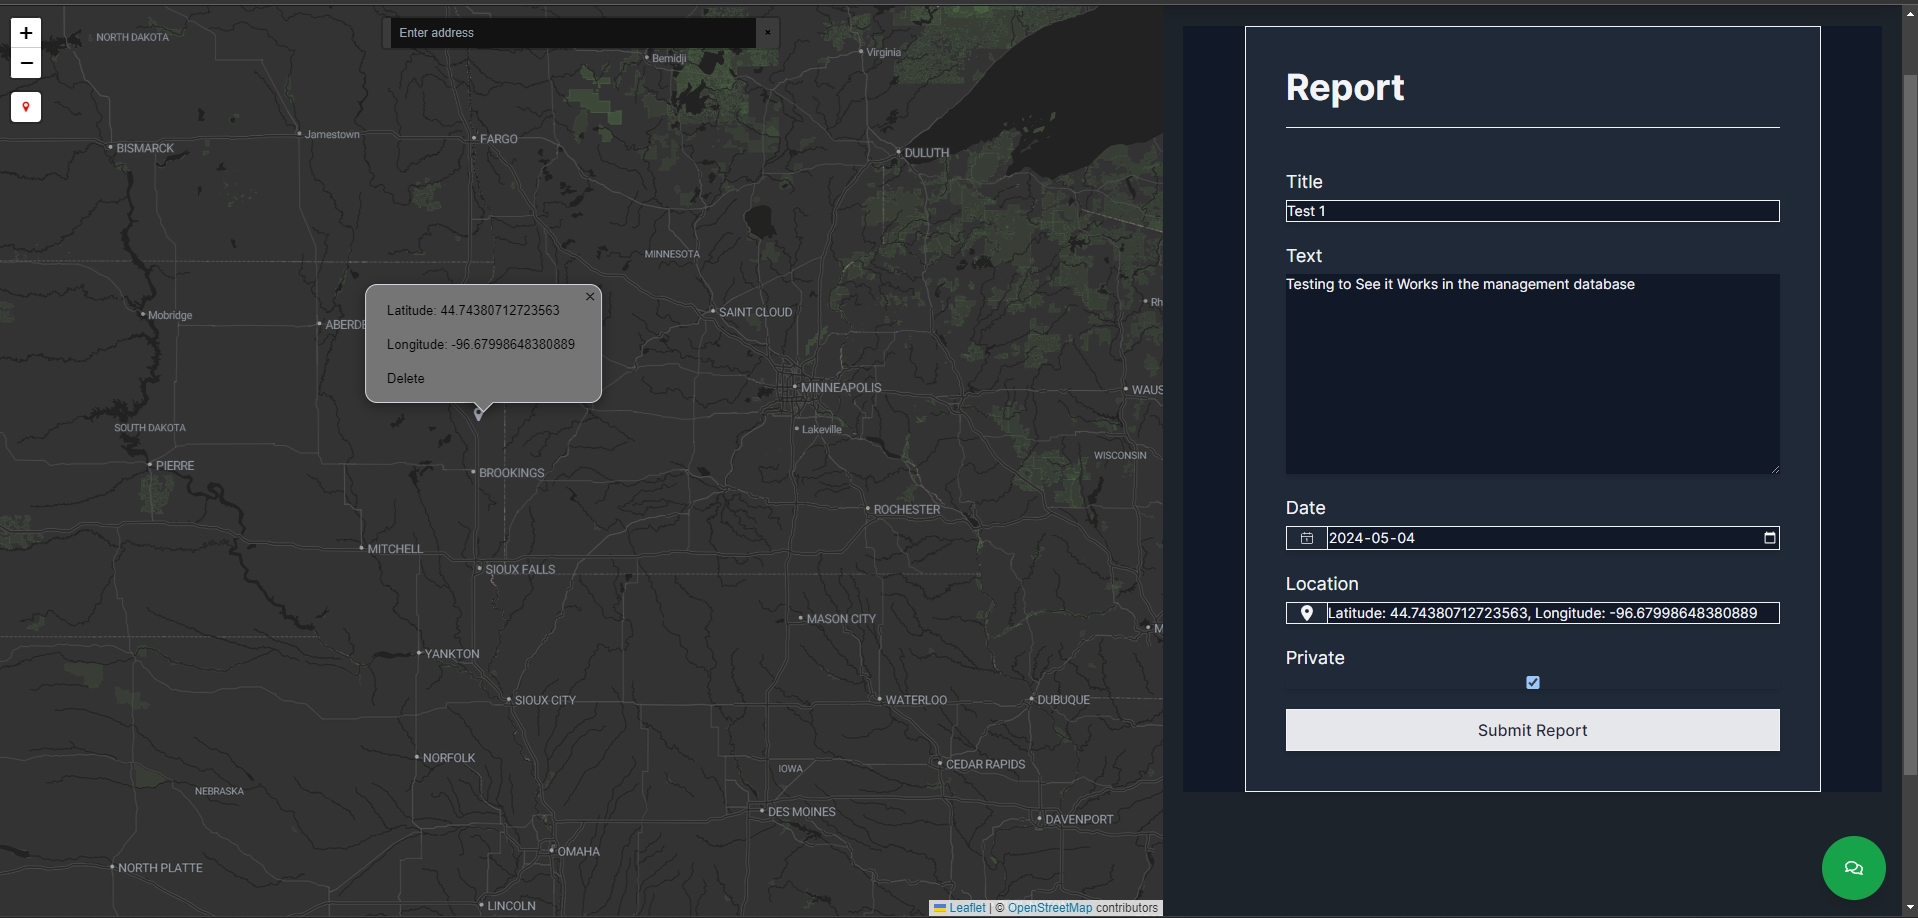 +
−
Enter address
×
NORTH DAKOTA
Bemidji
Virginia
Jamestown
FARGO
BISMARCK
DULUTH
MINNESOTA
×
Latitude: 44.74380712723563
Longitude: -96.67998648380889
Delete
Mobridge
SAINT CLOUD
MINNEAPOLIS
SOUTH DAKOTA
Lakeville
WISCONSIN
PIERRE
BROOKINGS
ROCHESTER
MITCHELL
SIOUX FALLS
MASON CITY
YANKTON
SIOUX CITY
WATERLOO
DUBUQUE
NORFOLK
CEDAR RAPIDS
IOWA
NEBRASKA
DES MOINES
DAVENPORT
OMAHA
NORTH PLATTE
LINCOLN
Leaflet | © OpenStreetMap contributors
Report
Title
Test 1
Text
Testing to See it Works in the management database
Date
2024-05-04
Location
Latitude: 44.74380712723563, Longitude: -96.67998648380889
Private
Submit Report